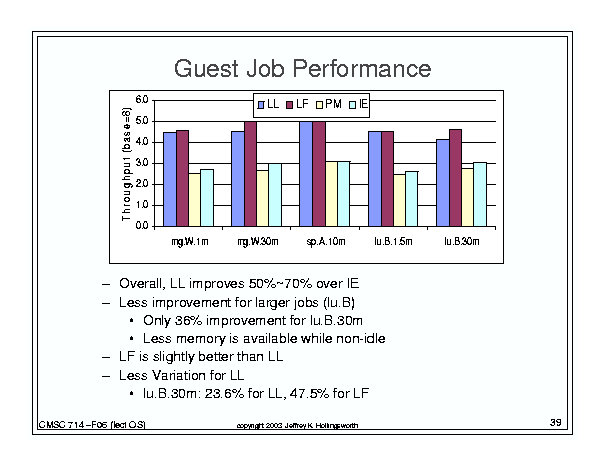 Guest Job Performance
LL LF PM IE
Throughput (base=8)
6.0
5.0
4.0
3.0
2.0
1.0
0.0
mg.W.1m mg.W.30m sp.A.10m lu.B.1.5m lu.B.30m
– Overall, LL improves 50%~70% over IE
– Less improvement for larger jobs (lu.B)
• Only 36% improvement for lu.B.30m
• Less memory is available while non-idle
– LF is slightly better than LL
– Less Variation for LL
• lu.B.30m: 23.6% for LL, 47.5% for LF
CMSC 714 –F06 (lect OS) copyright 2003 Jeffrey K. Hollingsworth 39